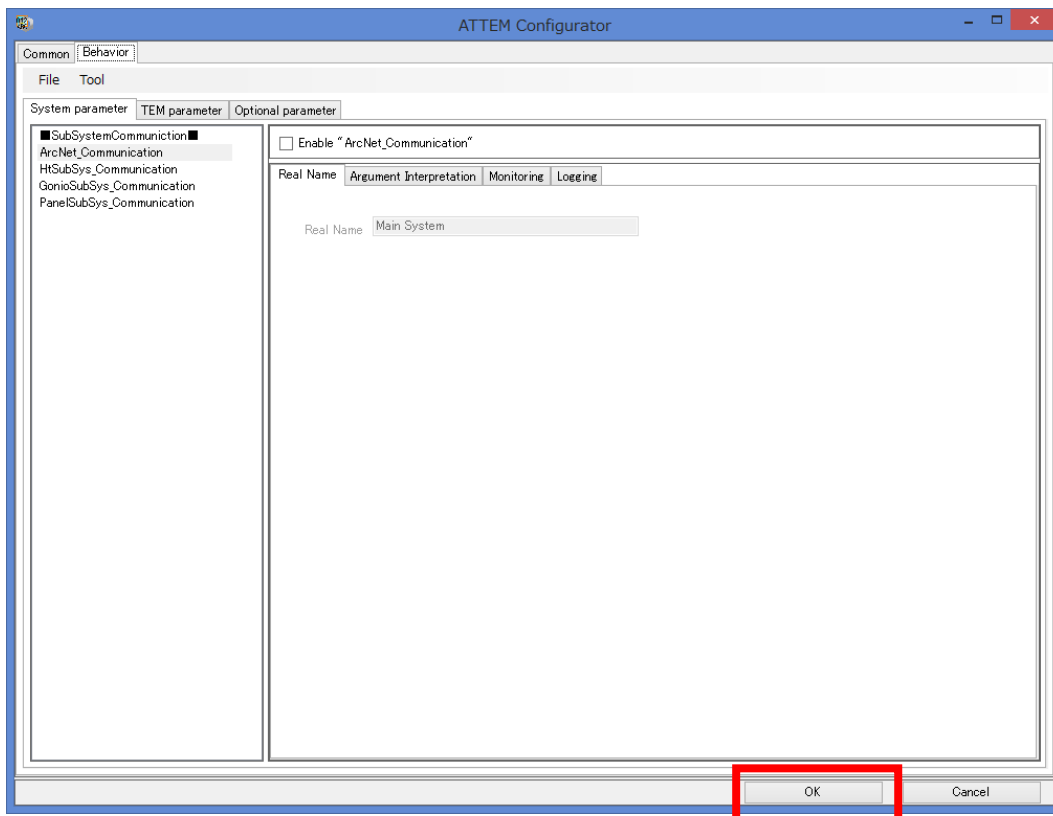 ATTEM Configurator
Common Behavior
File Tool
System parameter TEM parameter Optional parameter
■SubSystemCommuniction■
ArcNet_Communication
HtSubSys_Communication
GonioSubSys_Communication
PanelSubSys_Communication
Enable "ArcNet_Communication"
Real Name Argument Interpretation Monitoring Logging
Real Name Main System
OK Cancel